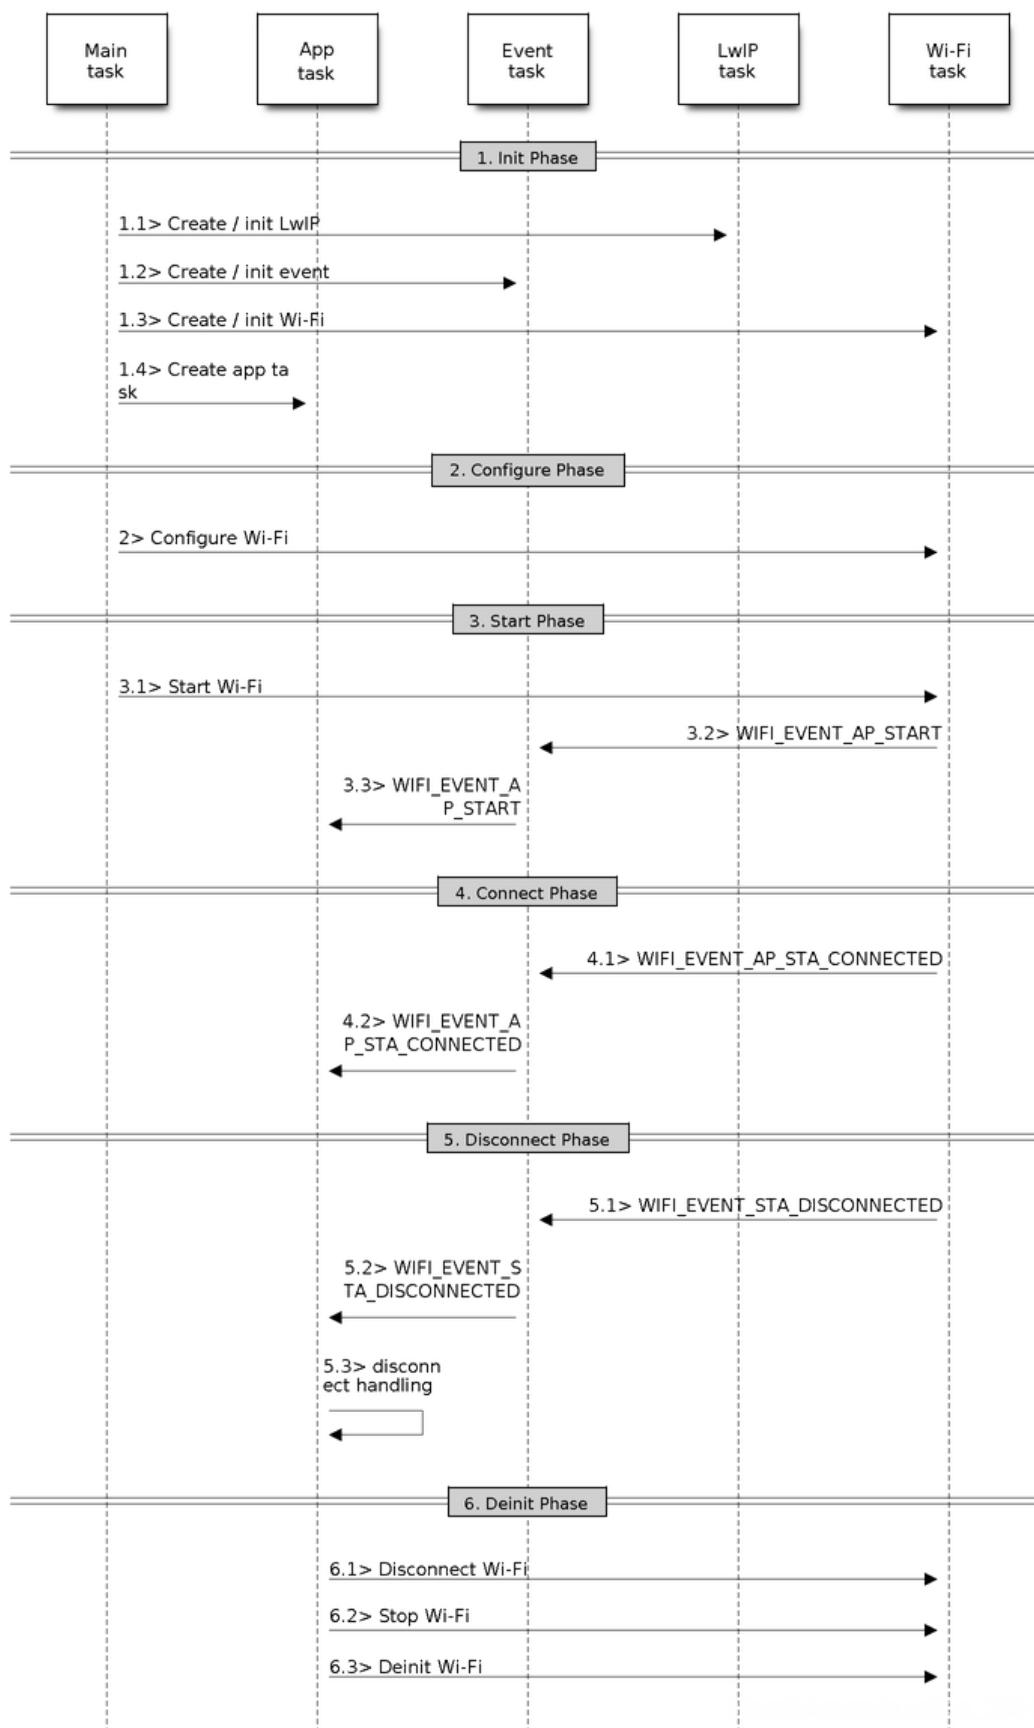 Main
task
App
task
Event
task
LwIP
task
Wi-Fi
task
1. Init Phase
1.1> Create / init LwIP
1.2> Create / init event
1.3> Create / init Wi-Fi
1.4> Create app ta
sk
2. Configure Phase
2> Configure Wi-Fi
3. Start Phase
3.1> Start Wi-Fi
3.2> WIFI_EVENT_AP_START
3.3> WIFI_EVENT_A
P_START
4. Connect Phase
4.1> WIFI_EVENT_AP_STA_CONNECTED
4.2> WIFI_EVENT_A
P_STA_CONNECTED
5. Disconnect Phase
5.1> WIFI_EVENT_STA_DISCONNECTED
5.2> WIFI_EVENT_S
TA_DISCONNECTED
5.3> disconn
ect handling
6. Deinit Phase
6.1> Disconnect Wi-Fi
6.2> Stop Wi-Fi
6.3> Deinit Wi-Fi